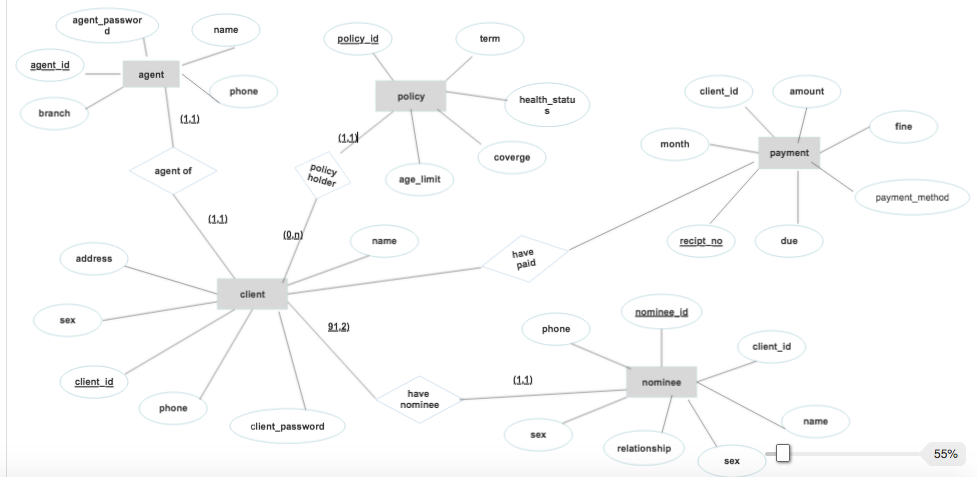 agent_passwor
d
name
agent_id
agent
phone
branch
(1,1)
agent of
(1,1)
policy_id
term
policy
health_statu
s
(1,1)
coverge
age_limit
policy
holder
(0,n)
client_id
amount
fine
month
payment
payment_method
recipt_no
due
have
paid
address
name
client
sex
client_id
phone
client_password
91,2)
have
nominee
(1,1)
nominee_id
phone
client_id
nominee
name
sex
relationship
sex
55%